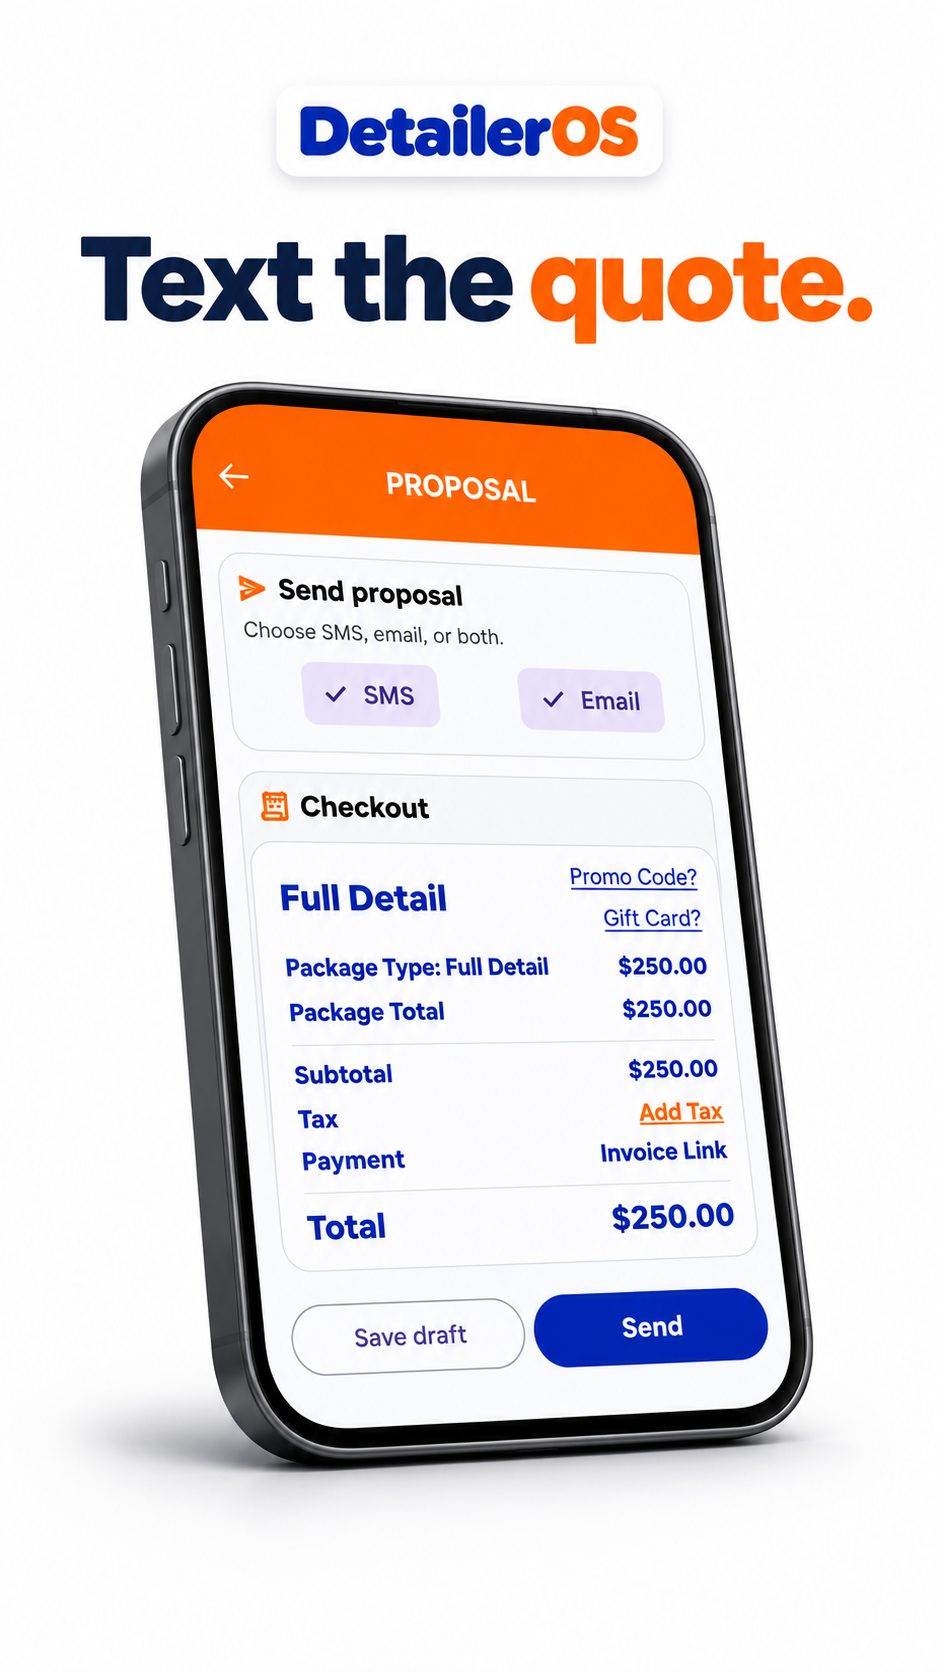 DetailerOS
Text the quote.
PROPOSAL
Send proposal
Choose SMS, email, or both.
SMS
Email
Checkout
Full Detail
Promo Code?
Gift Card?
Package Type: Full Detail $250.00
Package Total $250.00
Subtotal $250.00
Tax Add Tax
Payment Invoice Link
Total $250.00
Save draft
Send